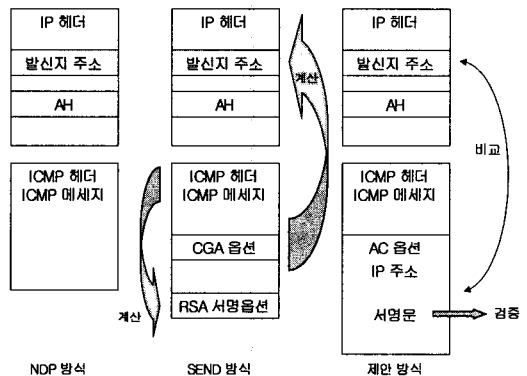 IP 헤더
발신지 주소
AH
ICMP 헤더
ICMP 메세지
NDP 방식
IP 헤더
발신지 주소
AH
ICMP 헤더
ICMP 메세지
CGA 옵션
RSA 서명옵션
계산
계산
SEND 방식
IP 헤더
발신지 주소
AH
ICMP 헤더
ICMP 메세지
AC 옵션
IP 주소
서명문
비교
검증
제안 방식